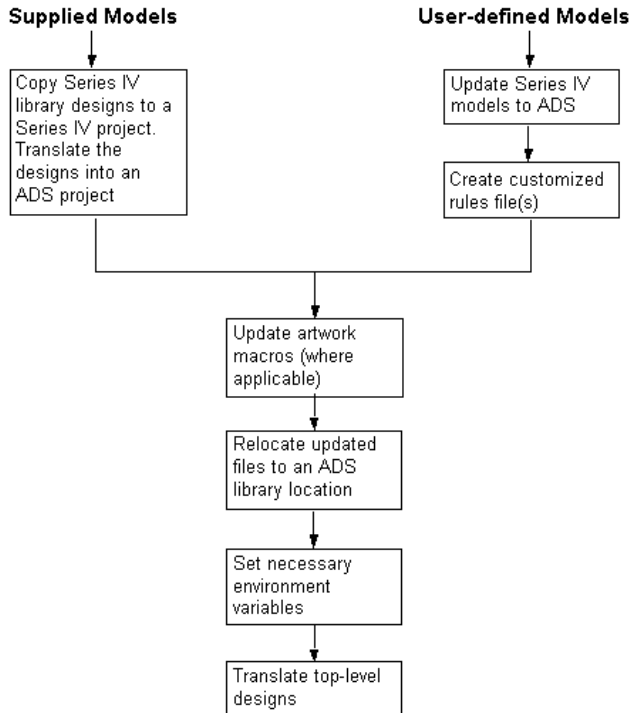 Supplied Models
User-defined Models
Copy Series IV
library designs to a
Series IV project.
Translate the
designs into an
ADS project
Update Series IV
models to ADS
Create customized
rules file(s)
Update artwork
macros (where
applicable)
Relocate updated
files to an ADS
library location
Set necessary
environment
variables
Translate top-level
designs